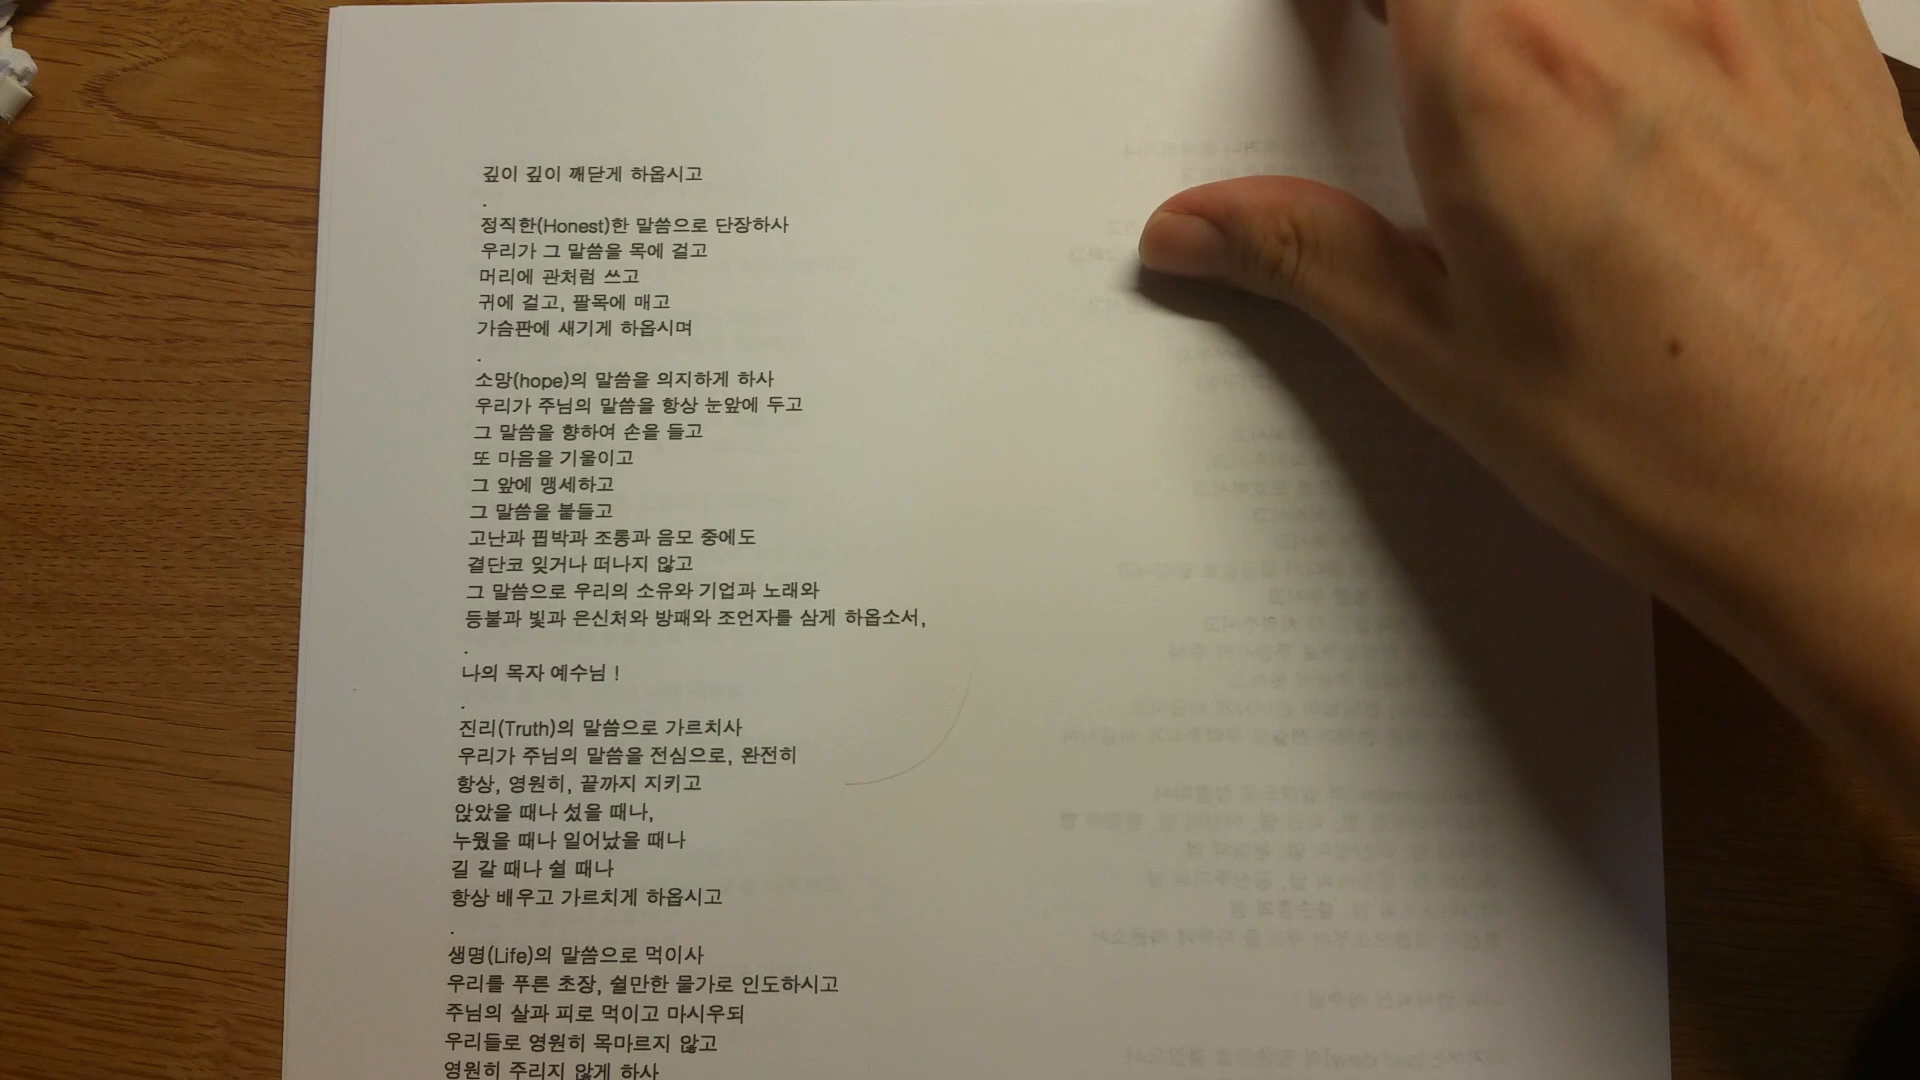 깊이 깊이 깨닫게 하옵시고
.
정직한(Honest)한 말씀으로 단장하사
우리가 그 말씀을 목에 걸고
머리에 관처럼 쓰고
귀에 걸고, 팔목에 매고
가슴판에 새기게 하옵시며
.
소망(hope)의 말씀을 의지하게 하사
우리가 주님의 말씀을 항상 눈앞에 두고
그 말씀을 향하여 손을 들고
또 마음을 기울이고
그 앞에 맹세하고
그 말씀을 붙들고
고난과 핍박과 조롱과 음모 중에도
결단코 잊거나 떠나지 않고
그 말씀으로 우리의 소유와 기업과 노래와
등불과 빛과 은신처와 방패와 조언자를 삼게 하옵소서,
.
나의 목자 예수님 !
.
진리(Truth)의 말씀으로 가르치사
우리가 주님의 말씀을 전심으로, 완전히
항상, 영원히, 끝까지 지키고
앉았을 때나 섰을 때나,
누웠을 때나 일어났을 때나
길 갈 때나 쉴 때나
항상 배우고 가르치게 하옵시고
.
생명(Life)의 말씀으로 먹이사
우리를 푸른 초장, 쉴만한 물가로 인도하시고
주님의 살과 피로 먹이고 마시우되
우리들로 영원히 목마르지 않고
영원히 주리지 않게 하사